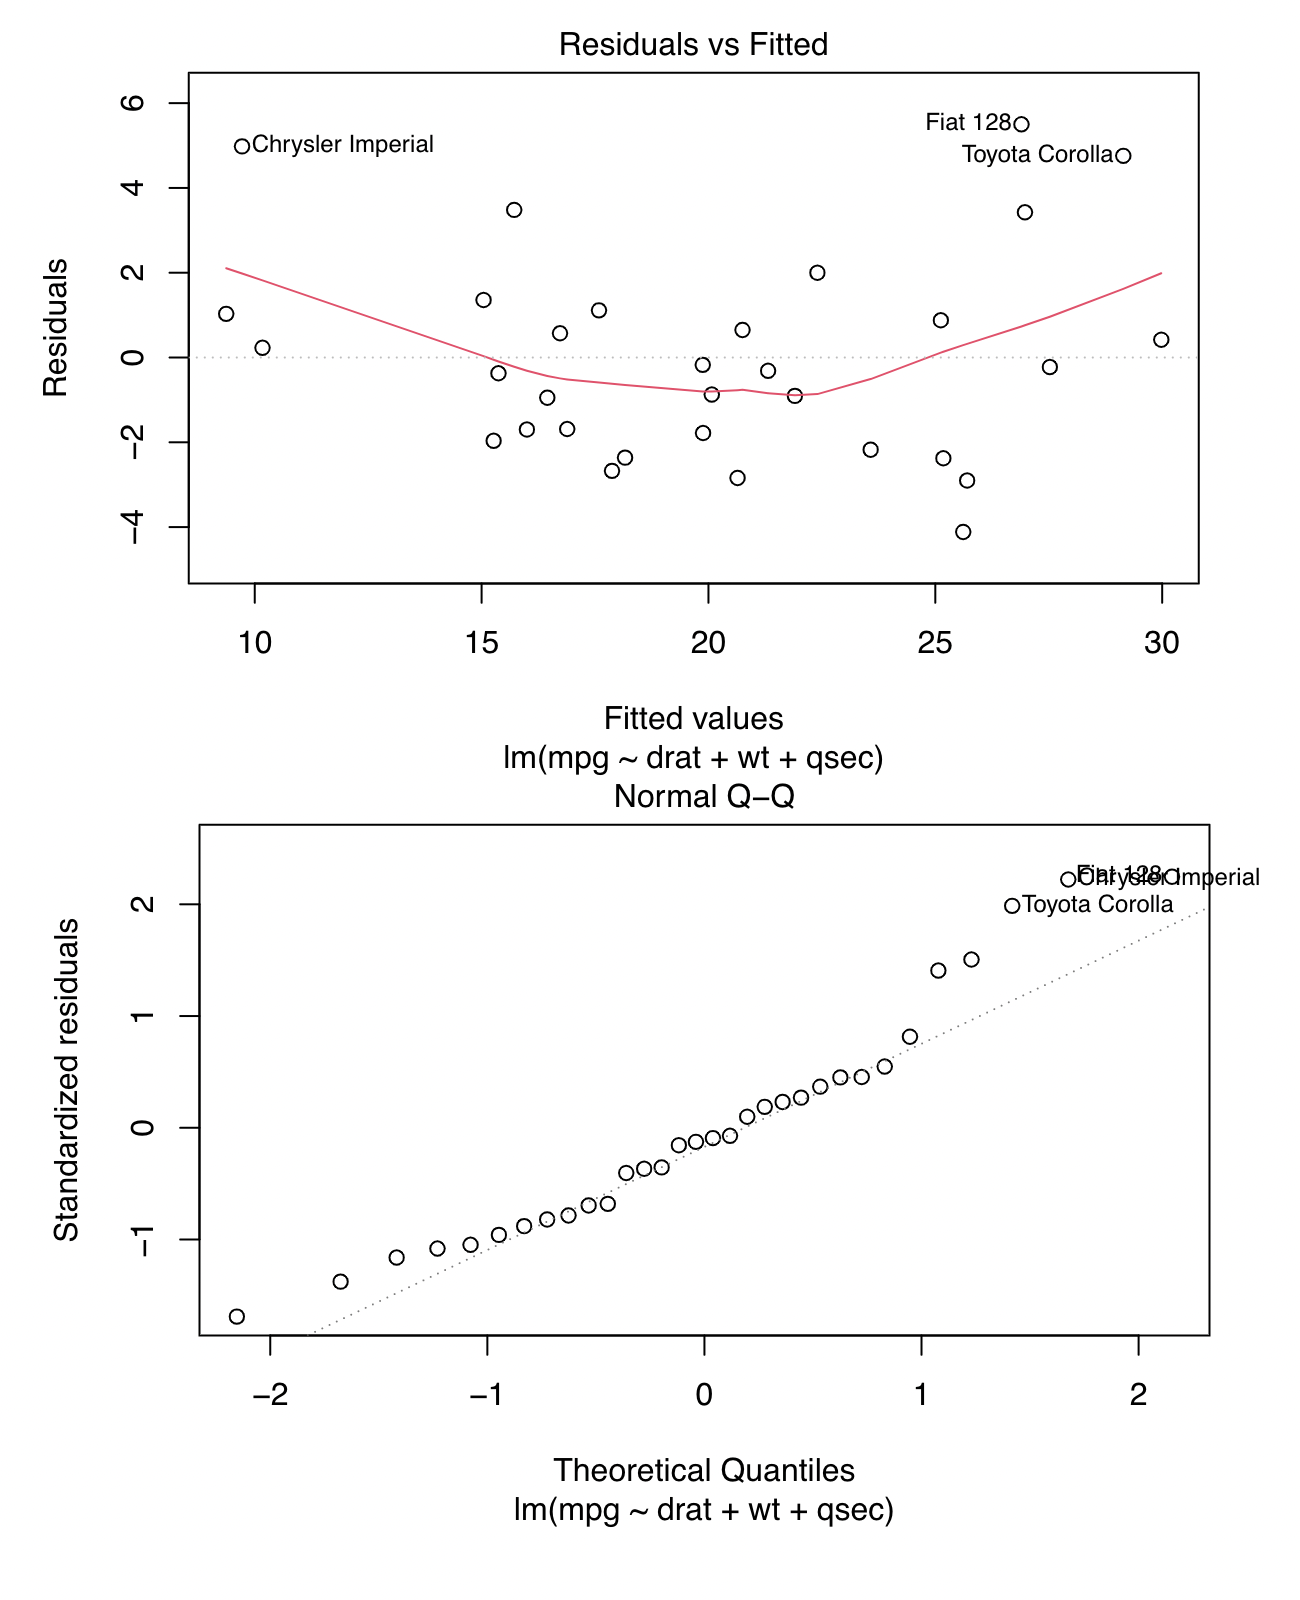 Residuals vs Fitted
6
4
2
0
−2
−4
Residuals
Fiat 128
Chrysler Imperial
Toyota Corolla
10 15 20 25 30
Fitted values
lm(mpg ~ drat + wt + qsec)
Normal Q−Q
2
1
0
−1
Standardized residuals
Fiat 128
Chrysler Imperial
Toyota Corolla
−2 −1 0 1 2
Theoretical Quantiles
lm(mpg ~ drat + wt + qsec)